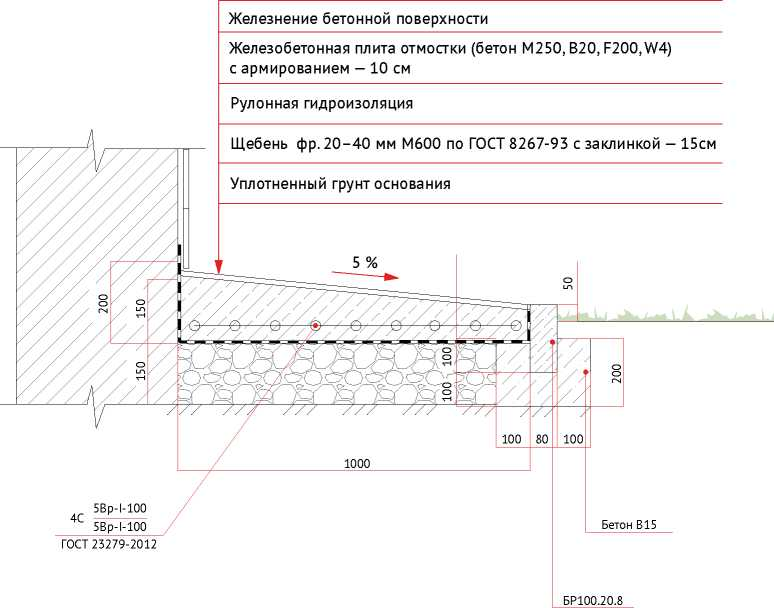 Железнение бетонной поверхности
Железобетонная плита отмостки (бетон М250, В20, F200, W4)
с армированием — 10 см
Рулонная гидроизоляция
Щебень фр. 20–40 мм М600 по ГОСТ 8267-93 с заклинкой — 15см
Уплотненный грунт основания
5 %
50
200
150
150
100
100
200
100
80
100
1000
4С
5Вр-I-100
5Вр-I-100
ГОСТ 23279-2012
Бетон В15
БР100.20.8